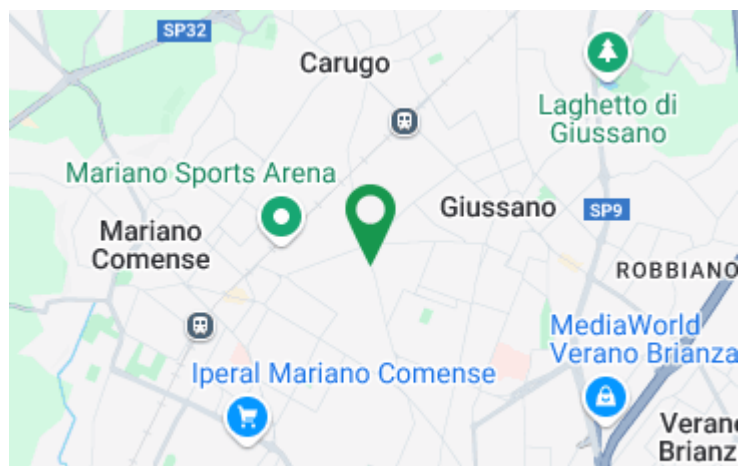 SP32
Carugo
Laghetto di
Giussano
Mariano Sports Arena
Giussano
SP9
Mariano
Comense
ROBBIANO
MediaWorld
Verano Brianza
Iperal Mariano Comense
Verano
Brianz